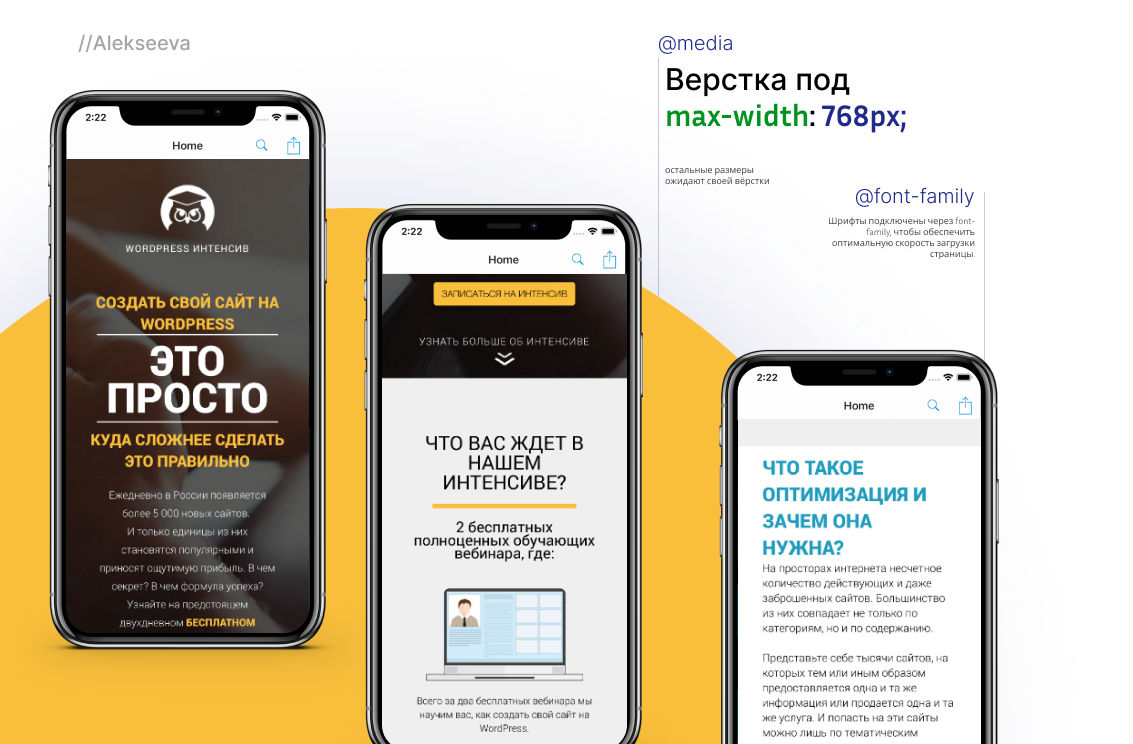 //Alekseeva
@media
Верстка под
max-width: 768px;
остальные размеры
ожидают своей вёрстки
@font-family
Шрифты подключены через font-
family, чтобы обеспечить
оптимальную скорость загрузки
страницы.
2:22
Home
WORDPRESS ИНТЕНСИВ
СОЗДАТЬ СВОЙ САЙТ НА
WORDPRESS
ЭТО
ПРОСТО
КУДА СЛОЖНЕЕ СДЕЛАТЬ
ЭТО ПРАВИЛЬНО
Ежедневно в России появляется
более 5 000 новых сайтов.
И только единицы из них
становятся популярными и
приносят ощутимую прибыль. В чем
секрет? В чем формула успеха?
Узнайте на предстоящем
двухдневном БЕСПЛАТНОМ
2:22
Home
ЗАПИСАТЬСЯ НА ИНТЕНСИВ
УЗНАТЬ БОЛЬШЕ ОБ ИНТЕНСИВЕ
ЧТО ВАС ЖДЕТ В
НАШЕМ
ИНТЕНСИВЕ?
2 бесплатных
полноценных обучающих
вебинара, где:
Всего за два бесплатных вебинара мы
научим вас, как создать свой сайт на
WordPress.
2:22
Home
ЧТО ТАКОЕ
ОПТИМИЗАЦИЯ И
ЗАЧЕМ ОНА
НУЖНА?
На просторах интернета несчетное
количество действующих и даже
заброшенных сайтов. Большинство
из них совпадает не только по
категориям, но и по содержанию.
Представьте себе тысячи сайтов, на
которых тем или иным образом
предоставляется одна и та же
информация или продается одна и та
же услуга. И попасть на эти сайты
можно лишь по тематическим